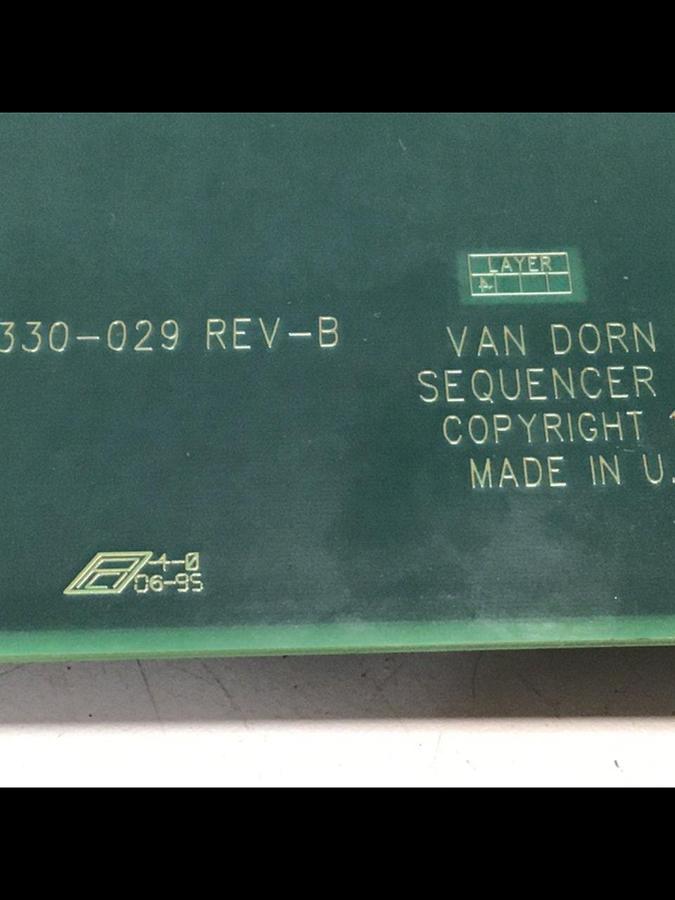 LAYER
330-029 REV-B
VAN DORN
SEQUENCER
COPYRIGHT
MADE IN U.
-4-0
06-95